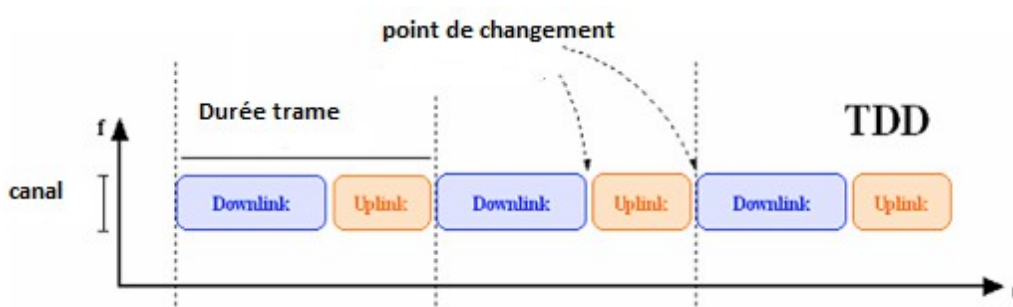 point de changement
Durée trame
TDD
f
canal
Downlink Uplink Downlink Uplink Downlink Uplink